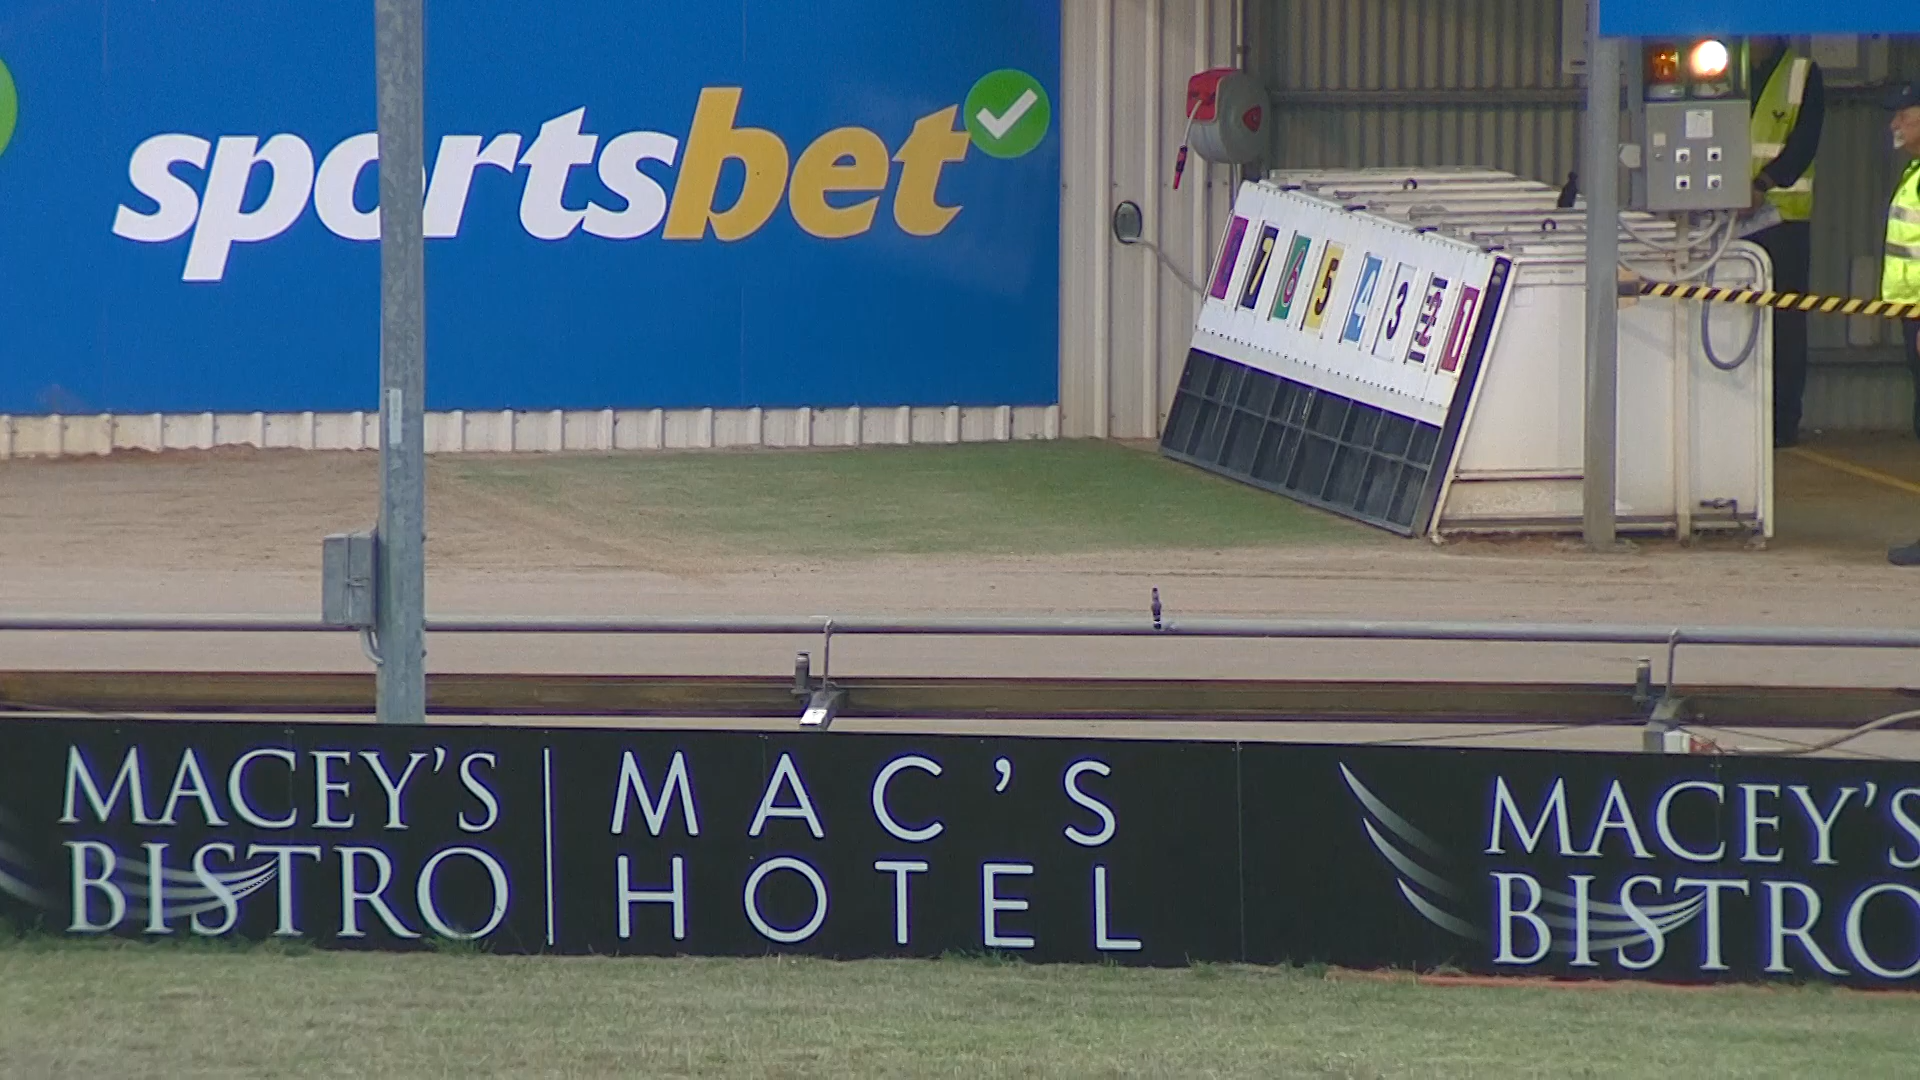 sportsbet
8 7 6 5 4 3 2 1
MACEY'S
BISTRO
MAC'S
HOTEL
MACEY'S
BISTRO